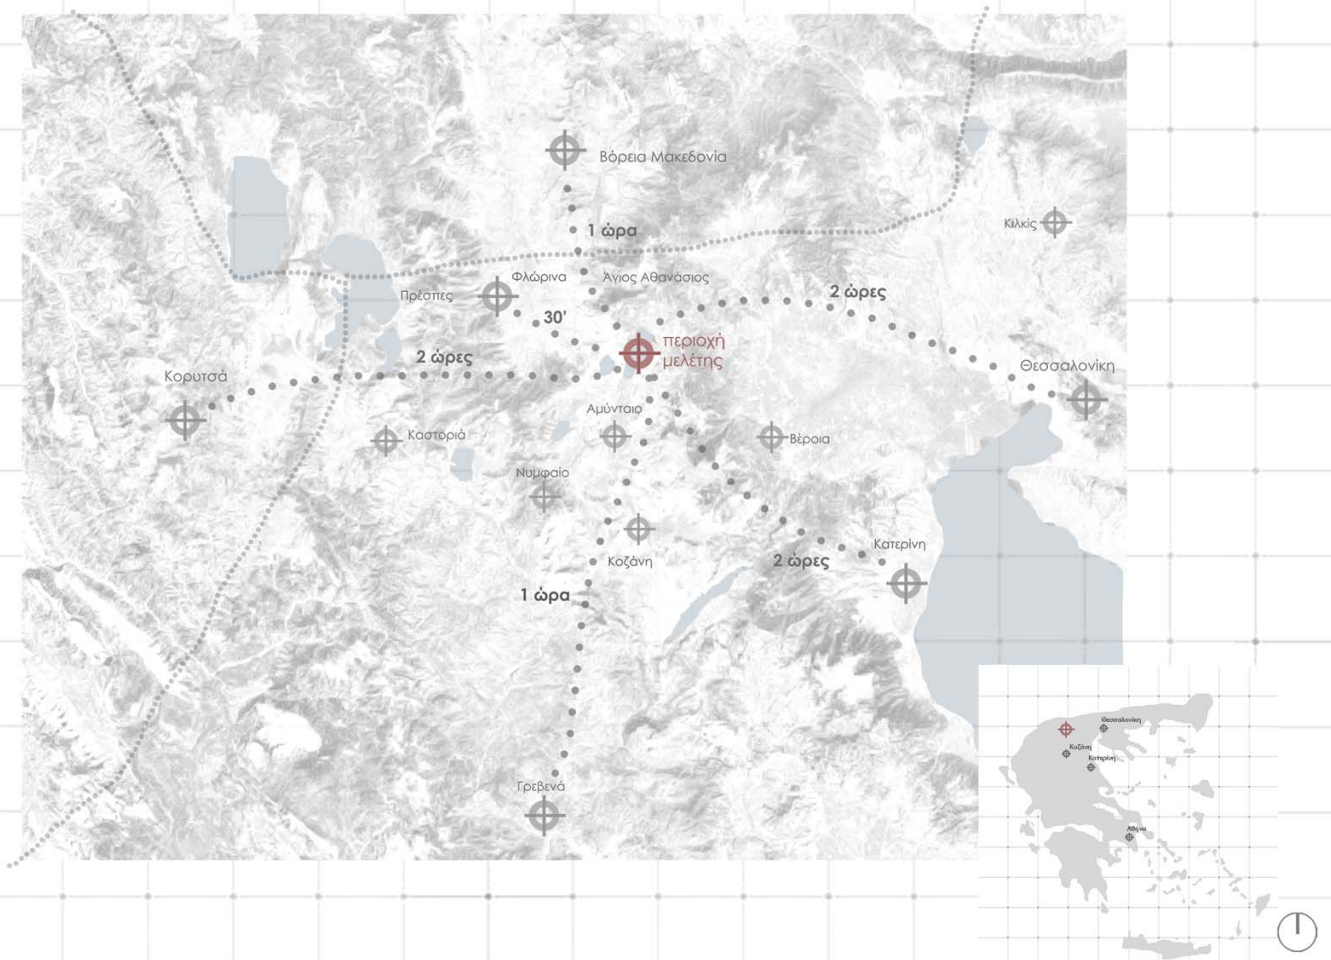 Βόρεια Μακεδονία
1 ώρα
Κιλκίς
Φλώρινα
Άγιος Αθανάσιος
Πρέσπες
30'
2 ώρες
περιοχή
μελέτης
2 ώρες
Θεσσαλονίκη
Κορυτσά
Αμύνταιο
Καστοριά
Βέροια
Νυμφαίο
Κατερίνη
Κοζάνη
2 ώρες
1 ώρα
Γρεβενά
Θεσσαλονίκη
Κοζάνη
Κατερίνη
Αθήνα